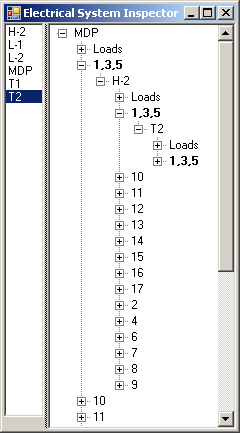 Electrical System Inspector
H-2
L-1
L-2
MDP
T1
T2
MDP
Loads
1,3,5
H-2
Loads
1,3,5
T2
Loads
1,3,5
10
11
12
13
14
15
16
17
2
4
6
7
8
9
10
11